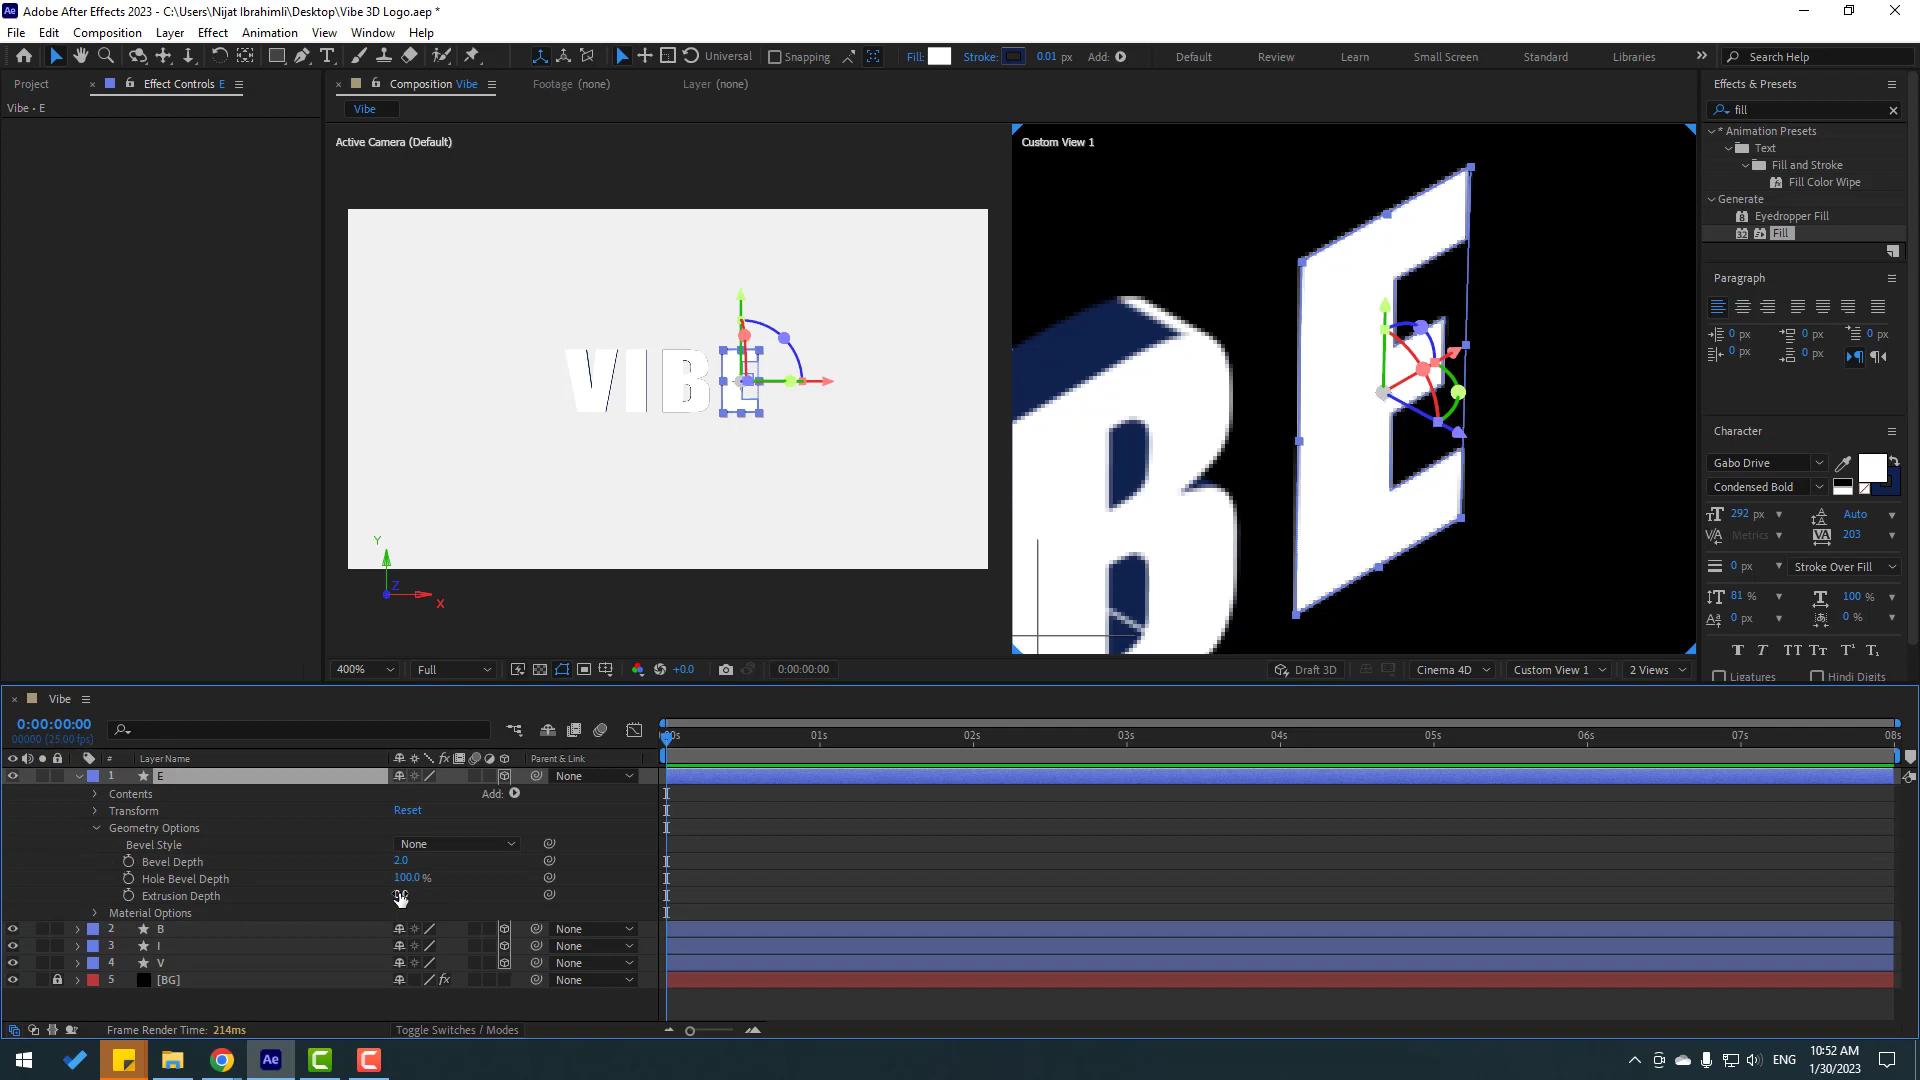 Adobe After Effects 2023 - C:\Users\Nijat Ibrahimli\Desktop\Vibe 3D Logo.aep *
File Edit Composition Layer Effect Animation View Window Help
Universal Snapping Fill: Stroke: 0.01 px Add: Default Review Learn Small Screen Standard Libraries Search Help
Project Effect Controls E Composition Vibe Footage (none) Layer (none) Effects & Presets
Vibe • E
Vibe
fill
Active Camera (Default)
Custom View 1
* Animation Presets
Text
Fill and Stroke
Fill Color Wipe
Generate
Eyedropper Fill
Fill
Paragraph
0 px 0 px 0 px
0 px 0 px
VIBE
B E
Y
Z
X
Character
Gabo Drive
Condensed Bold
292 px Auto
Metrics 203
0 px Stroke Over Fill
81 % 100 %
0 px 0 %
T T TT Tt T¹ T₁
Ligatures Hindi Digits
400% Full +0.0 0:00:00:00 Draft 3D Cinema 4D Custom View 1 2 Views
Vibe
0:00:00:00
00000 (25.00 fps)
01s 02s 03s 04s 05s 06s 07s 08s
# Layer Name Parent & Link
1 E None
Contents Add:
Transform Reset
Geometry Options
Bevel Style None
Bevel Depth 2.0
Hole Bevel Depth 100.0 %
Extrusion Depth
Material Options
2 B None
3 I None
4 V None
5 [BG] None
Frame Render Time: 214ms Toggle Switches / Modes
Ae
ENG
10:52 AM
1/30/2023